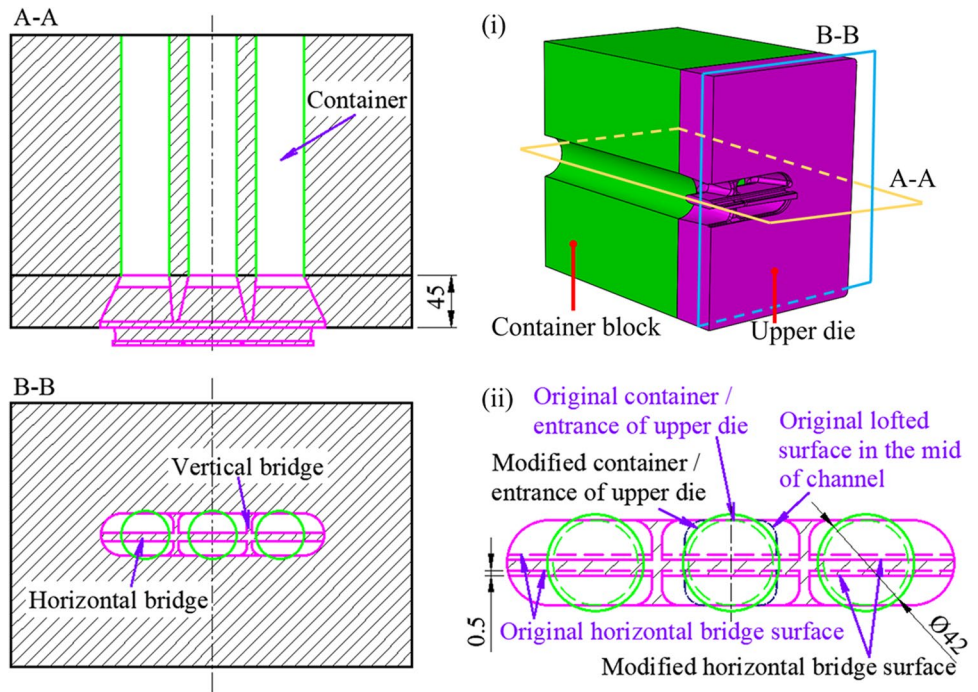 A-A
Container
45
B-B
Vertical bridge
Horizontal bridge
(i)
B-B
A-A
Container block
Upper die
(ii)
Original container /
entrance of upper die
Modified container /
entrance of upper die
Original lofted
surface in the mid
of channel
0.5
Original horizontal bridge surface
Modified horizontal bridge surface
Ø42